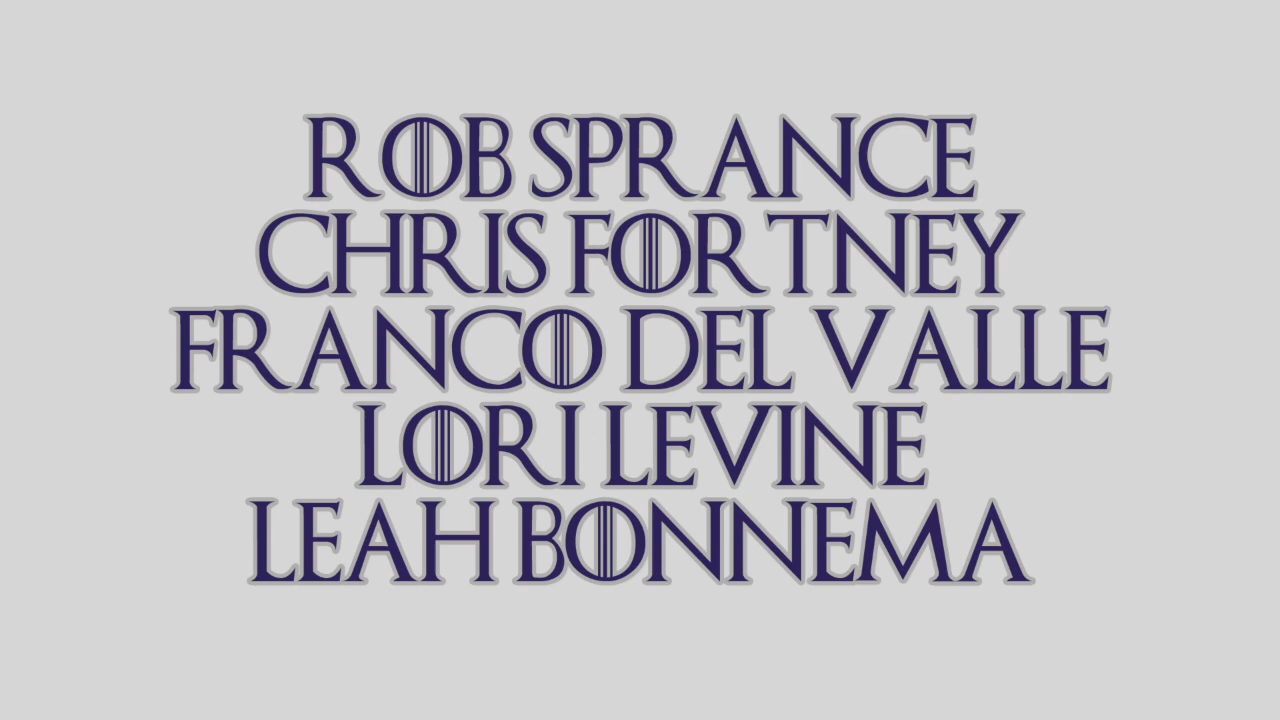 ROB SPRANCE
CHRIS FORTNEY
FRANCO DEL VALLE
LORI LEVINE
LEAH BONNEMA